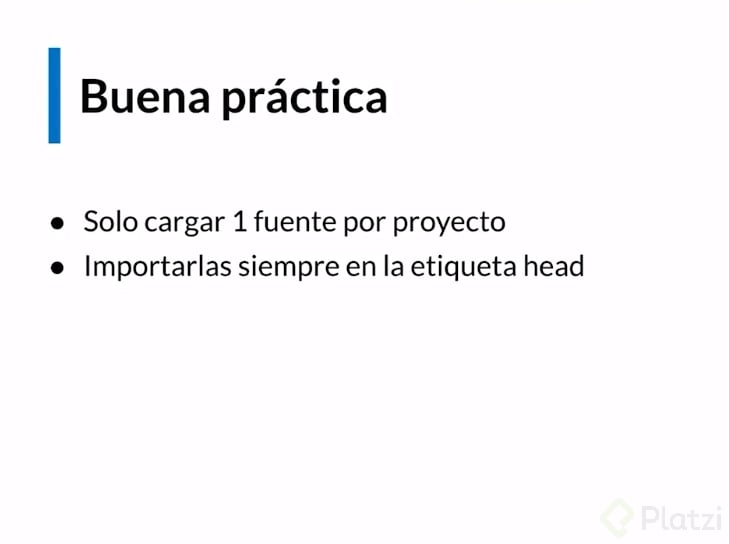 Buena práctica
● Solo cargar 1 fuente por proyecto
● Importarlas siempre en la etiqueta head
Platzi